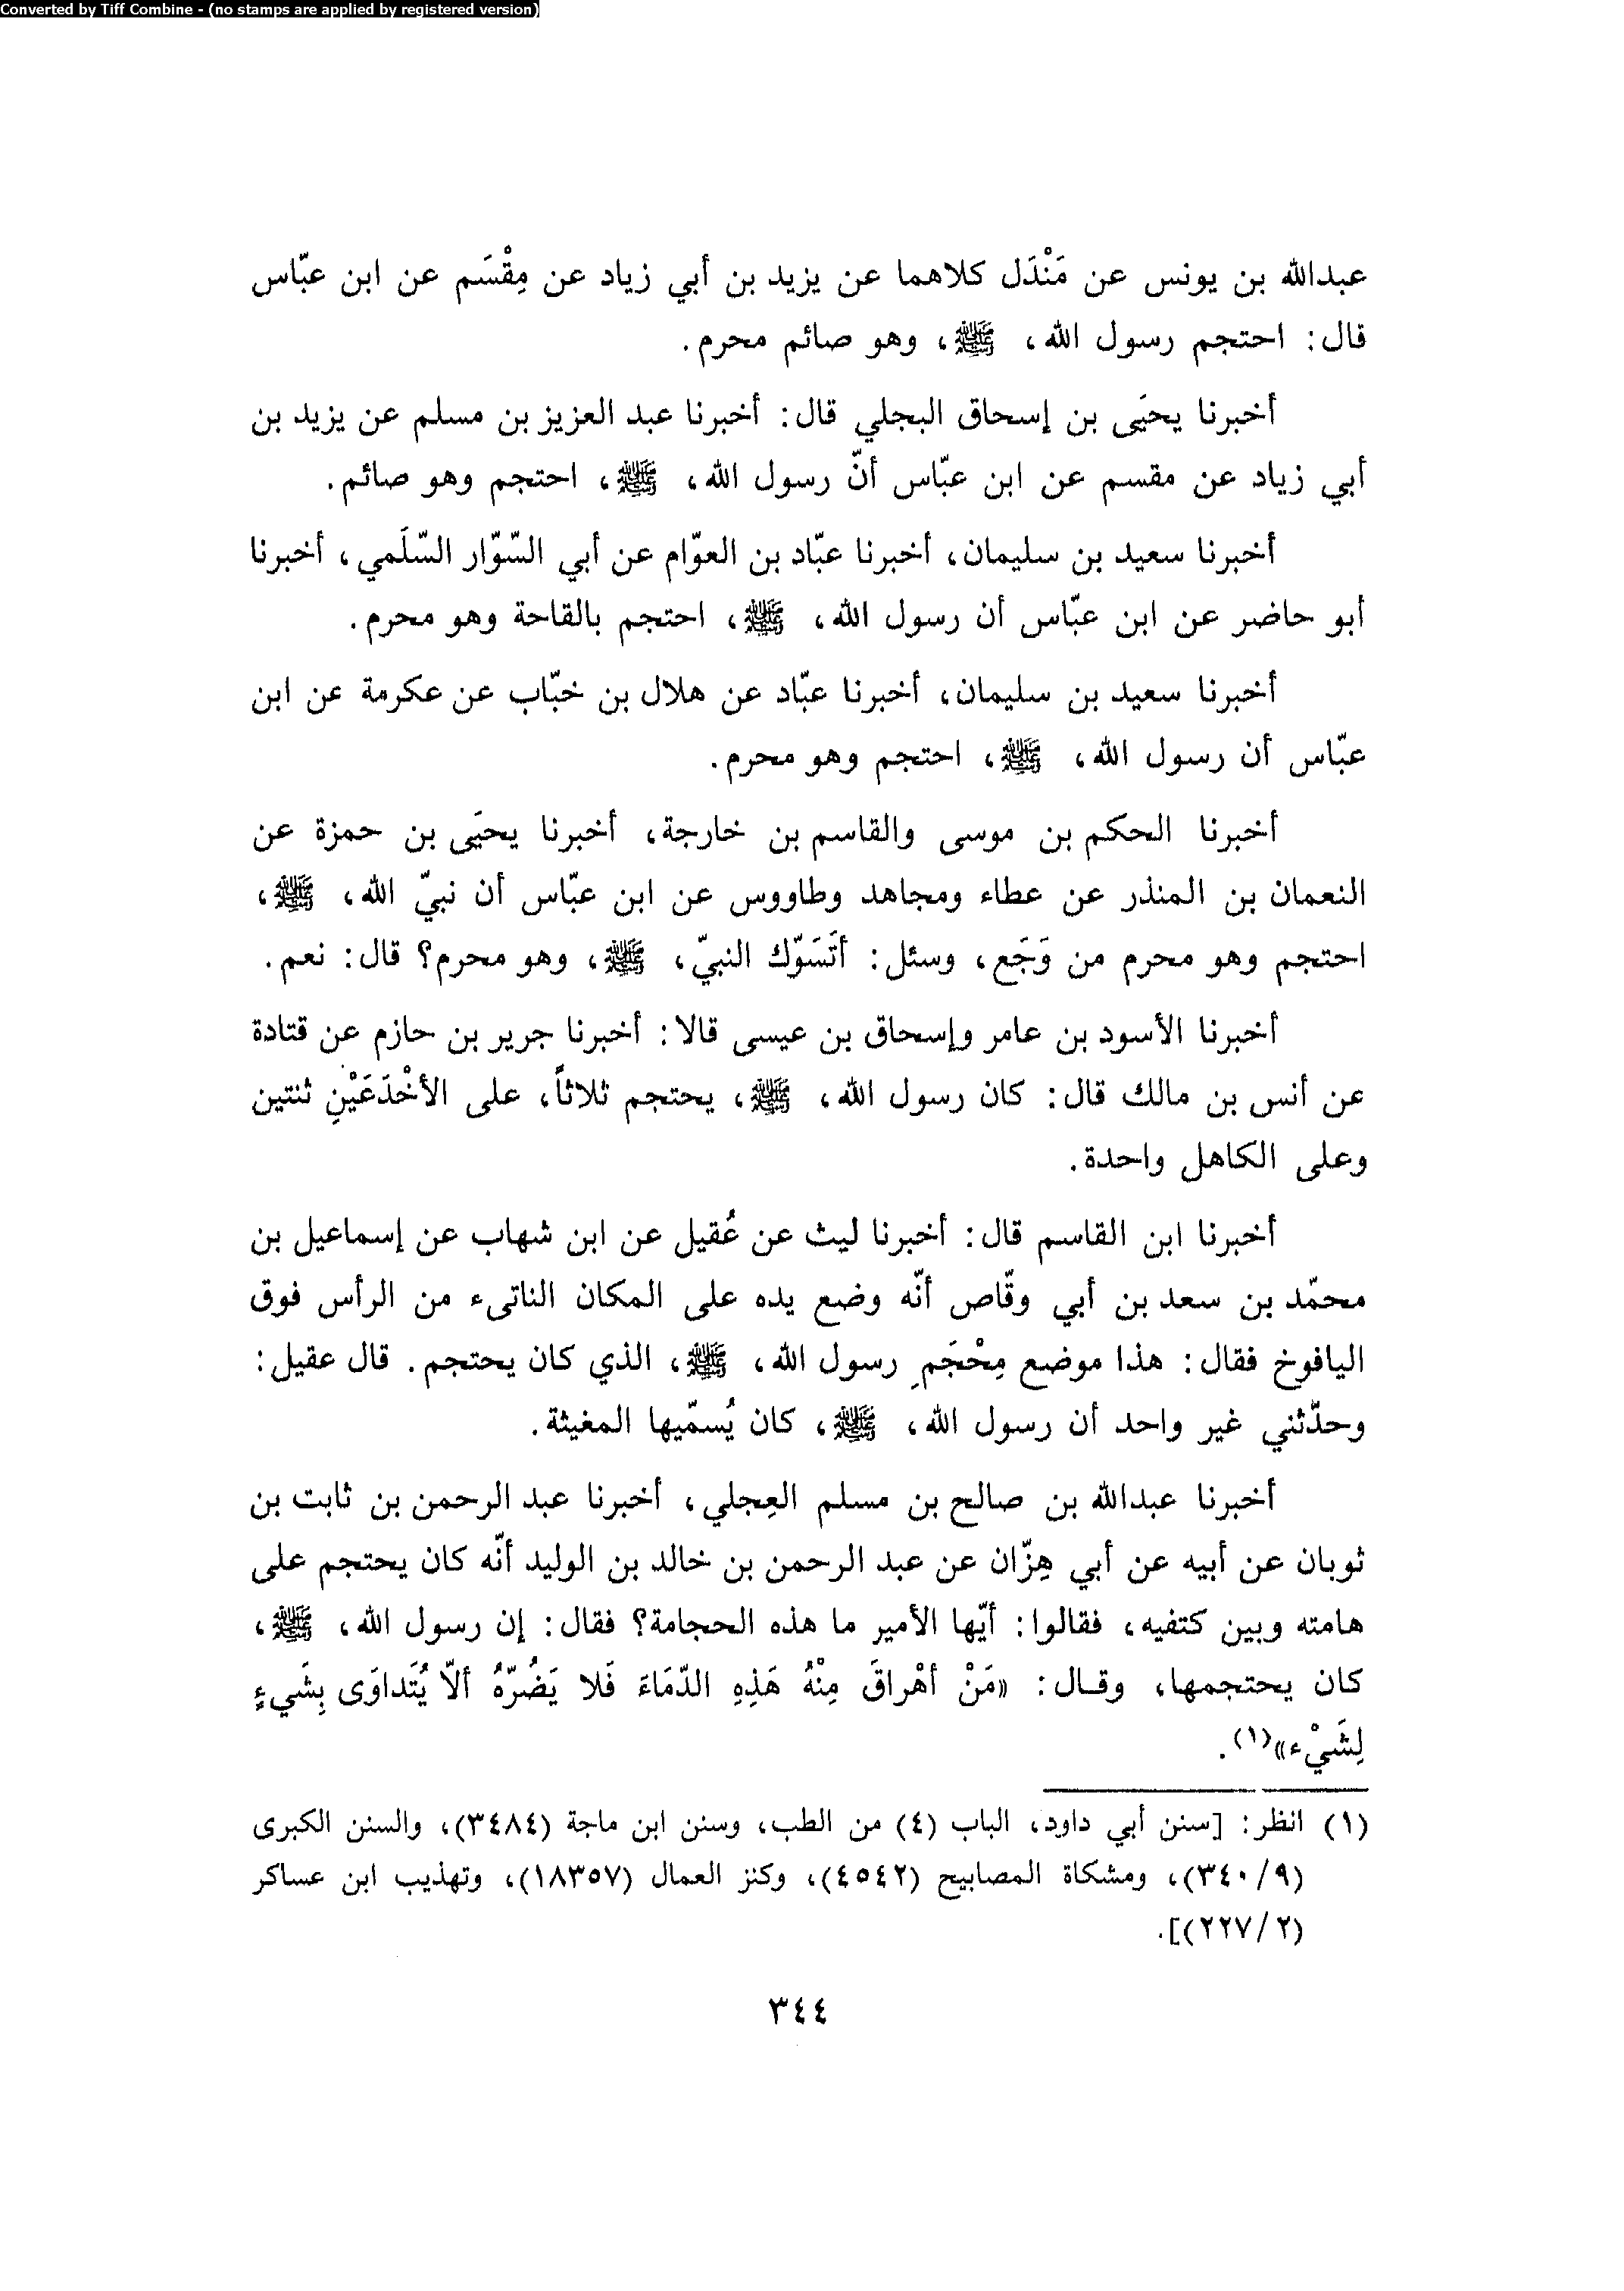 Converted by Tiff Combine - (no stamps are applied by registered version)
عبدالله بن يونس عن مَنْدَل كلاهما عن يزيد بن أبي زياد عن مِقْسَم عن ابن عبّاس
قال: احتجم رسول الله، ﷺ، وهو صائم محرم.
أخبرنا يحيَى بن إسحاق البجلي قال: أخبرنا عبد العزيز بن مسلم عن يزيد بن
أبي زياد عن مقسم عن ابن عبّاس أنّ رسول الله، ﷺ، احتجم وهو صائم.
أخبرنا سعيد بن سليمان، أخبرنا عبّاد بن العوّام عن أبي السّوّار السّلَمي، أخبرنا
أبو حاضر عن ابن عبّاس أن رسول الله، ﷺ، احتجم بالقاحة وهو محرم.
أخبرنا سعيد بن سليمان، أخبرنا عبّاد عن هلال بن خبّاب عن عكرمة عن ابن
عبّاس أن رسول الله، ﷺ، احتجم وهو محرم.
أخبرنا الحكم بن موسى والقاسم بن خارجة، أخبرنا يحيَى بن حمزة عن
النعمان بن المنذر عن عطاء ومجاهد وطاووس عن ابن عبّاس أن نبيّ الله، ﷺ،
احتجم وهو محرم من وَجَع، وسئل: أتَسَوّك النبيّ، ﷺ، وهو محرم؟ قال: نعم.
أخبرنا الأسود بن عامر وإسحاق بن عيسى قالا: أخبرنا جرير بن حازم عن قتادة
عن أنس بن مالك قال: كان رسول الله، ﷺ، يحتجم ثلاثاً، على الأخْدَعَيْنِ ثنتين
وعلى الكاهل واحدة.
أخبرنا ابن القاسم قال: أخبرنا ليث عن عُقيل عن ابن شهاب عن إسماعيل بن
محمّد بن سعد بن أبي وقّاص أنّه وضع يده على المكان الناتىء من الرأس فوق
اليافوخ فقال: هذا موضع مِحْجَمِ رسول الله، ﷺ، الذي كان يحتجم. قال عقيل:
وحدّثني غير واحد أن رسول الله، ﷺ، كان يُسمّيها المغيثة.
أخبرنا عبدالله بن صالح بن مسلم العِجلي، أخبرنا عبد الرحمن بن ثابت بن
ثوبان عن أبيه عن أبي هِزّان عن عبد الرحمن بن خالد بن الوليد أنّه كان يحتجم على
هامته وبين كتفيه، فقالوا: أيّها الأمير ما هذه الحجامة؟ فقال: إن رسول الله، ﷺ،
كان يحتجمها، وقـال: «مَنْ أهْراقَ مِنْهُ هَذِهِ الدّمَاءَ فَلا يَضُرّهُ ألاّ يُتَداوَى بِشَيءٍ
لِشَيْء»(١).
(١) انظر: [سنن أبي داود، الباب (٤) من الطب، وسنن ابن ماجة (٣٤٨٤)، والسنن الكبرى
(٣٤٠/٩)، ومشكاة المصابيح (٤٥٤٢)، وكنز العمال (١٨٣٥٧)، وتهذيب ابن عساكر
(٢٢٧/٢)].
٣٤٤